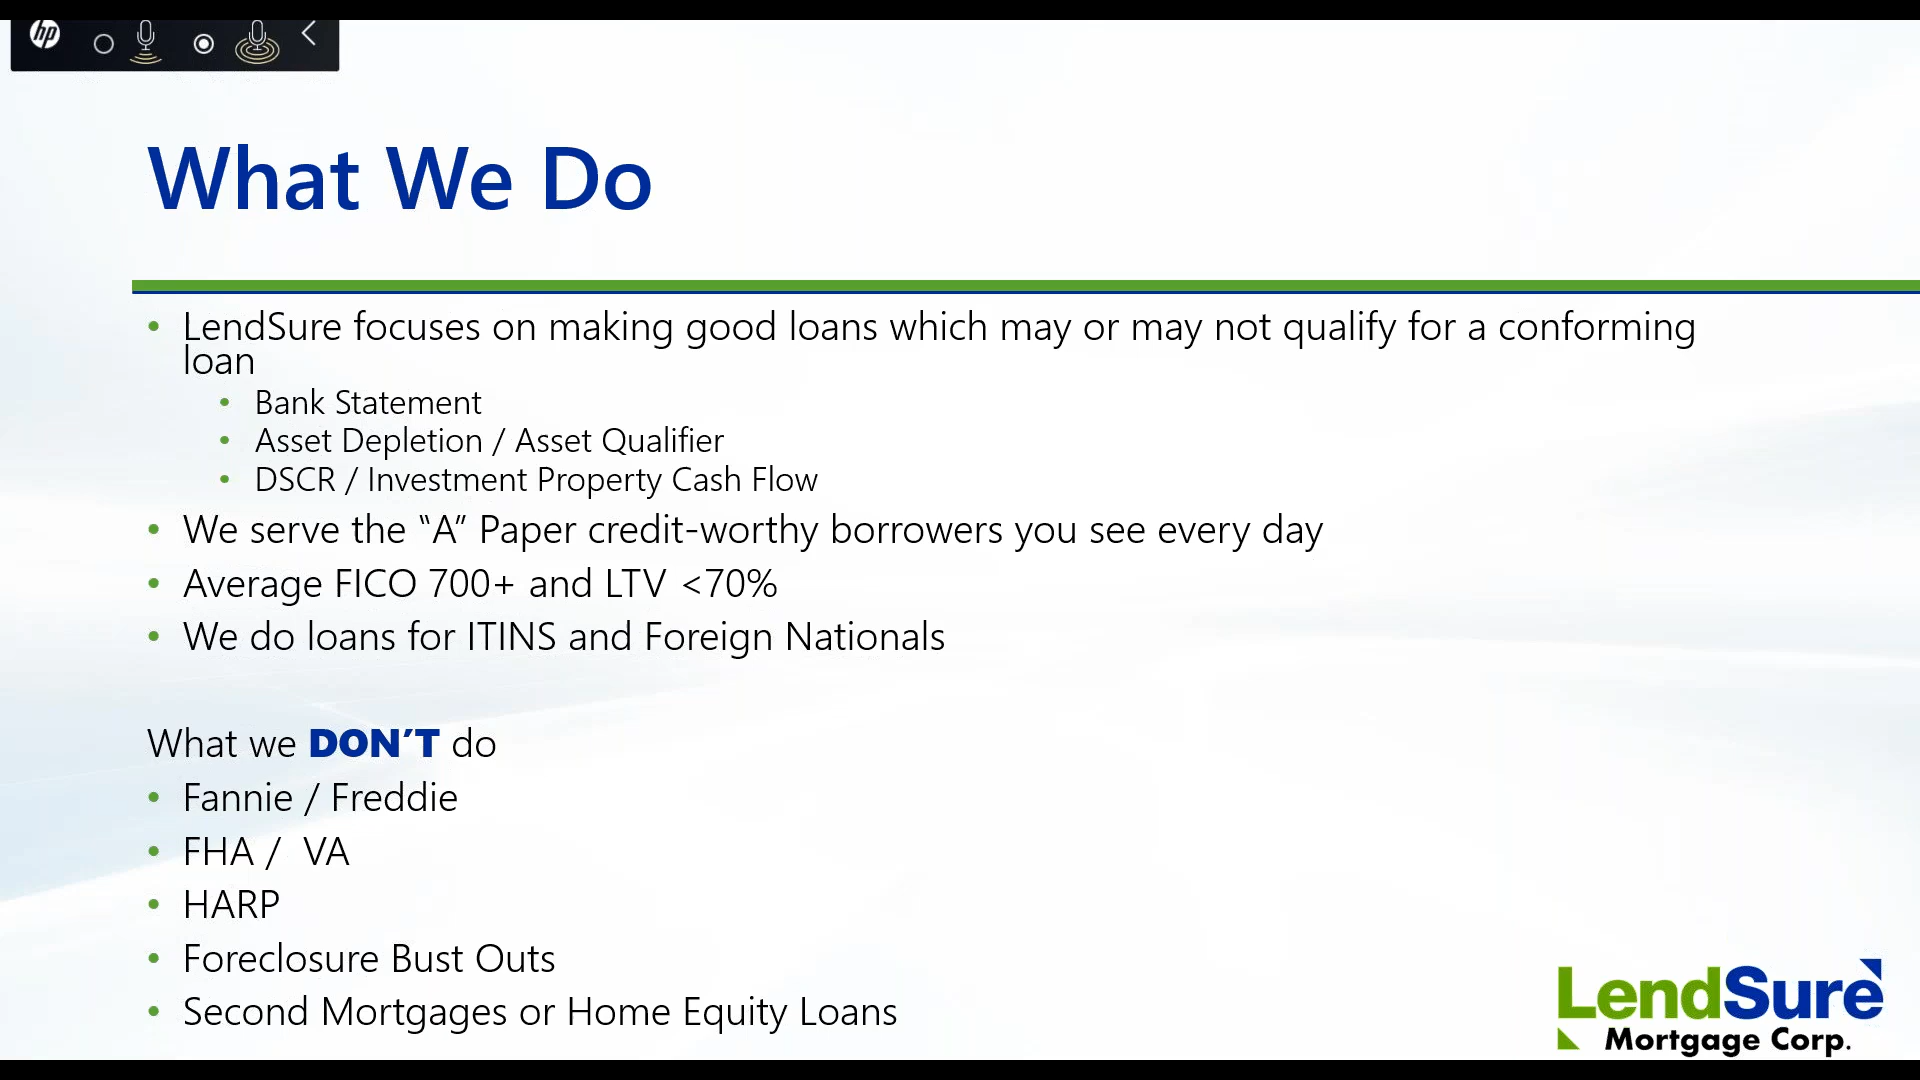 hp
What We Do
• LendSure focuses on making good loans which may or may not qualify for a conforming
loan
• Bank Statement
• Asset Depletion / Asset Qualifier
• DSCR / Investment Property Cash Flow
• We serve the “A” Paper credit-worthy borrowers you see every day
• Average FICO 700+ and LTV <70%
• We do loans for ITINS and Foreign Nationals
What we DON’T do
• Fannie / Freddie
• FHA / VA
• HARP
• Foreclosure Bust Outs
• Second Mortgages or Home Equity Loans
LendSure
Mortgage Corp.